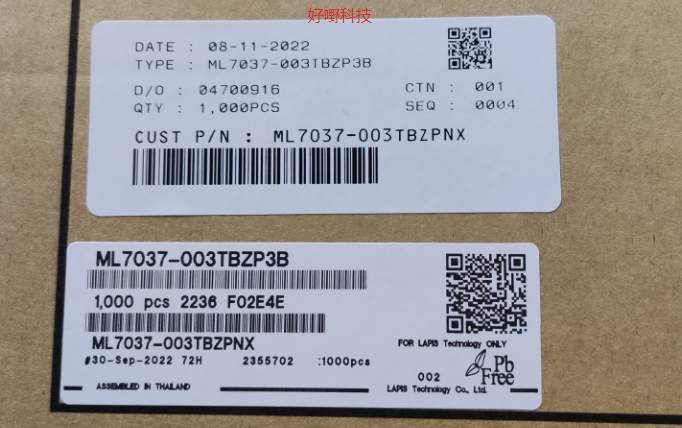 好嘢科技
DATE : 08-11-2022
TYPE : ML7037-003TBZP3B
D/O : 04700916 CTN : 001
QTY : 1,000PCS SEQ : 0004
CUST P/N : ML7037-003TBZPNX
ML7037-003TBZP3B
1,000 pcs 2236 F02E4E
ML7037-003TBZPNX
#30-Sep-2022 72H 2355702 :1000pcs
ASSEMBLED IN THAILAND
FOR LAPIS Technology ONLY
Pb
Free
002
LAPIS Technology Co., Ltd.